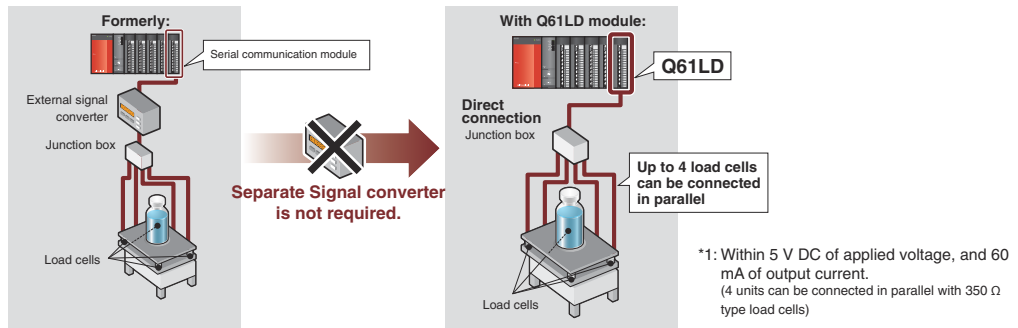 Formerly:
Serial communication module
External signal
converter
Junction box
Load cells
Separate Signal converter
is not required.
With Q61LD module:
Q61LD
Direct
connection
Junction box
Up to 4 load cells
can be connected
in parallel
Load cells
*1: Within 5 V DC of applied voltage, and 60
mA of output current.
(4 units can be connected in parallel with 350 Ω
type load cells)